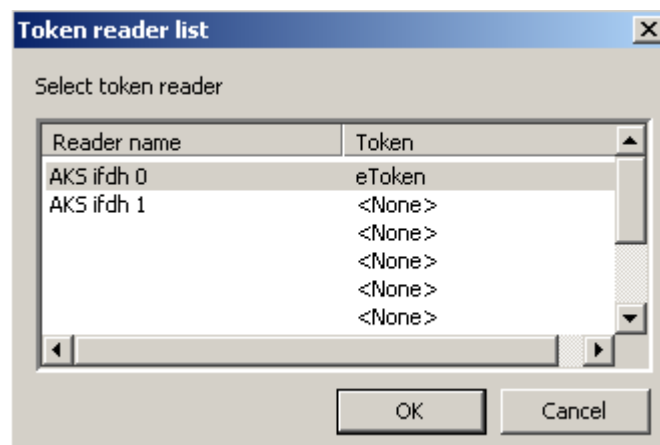 Token reader list
Select token reader
Reader name Token
AKS ifdh 0 eToken
AKS ifdh 1 <None>
<None>
<None>
<None>
<None>
OK Cancel